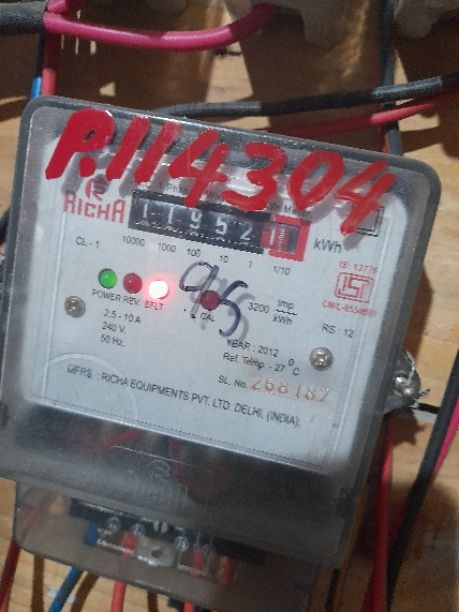 P.114304
RICHA
1 1 9 5 2
kWh
CL - 1 10000 1000 100 10 1 1/10
IS: 13779
POWER REV. E/LT CAL
3200 Imp/kWh
95
2.5 - 10 A
240 V.
50 Hz.
RS : 12
YEAR : 2012
Ref. Temp. - 27°C
SL. No. 268187
MFRS. : RICHA EQUIPMENTS PVT. LTD. DELHI, (INDIA).